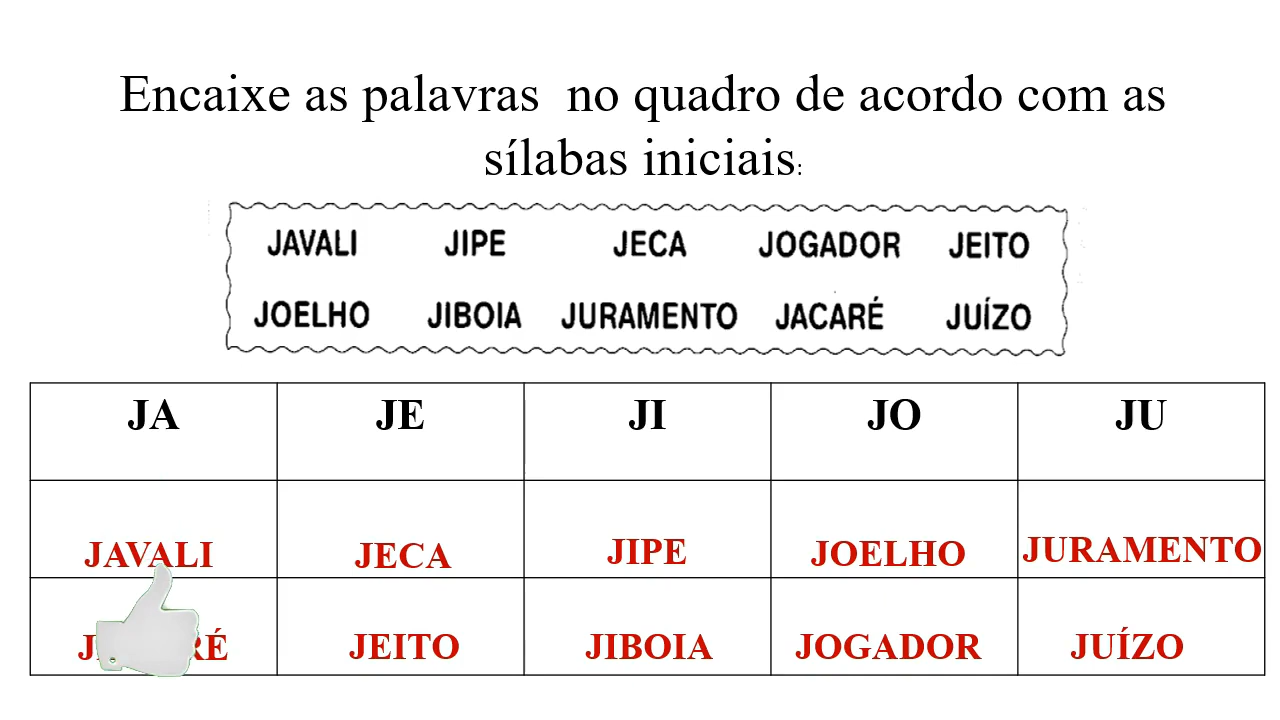 Encaixe as palavras no quadro de acordo com as
sílabas iniciais:
JAVALI JIPE JECA JOGADOR JEITO
JOELHO JIBOIA JURAMENTO JACARÉ JUÍZO
JA JE JI JO JU
JAVALI JECA JIPE JOELHO JURAMENTO
JEITO JIBOIA JOGADOR JUÍZO